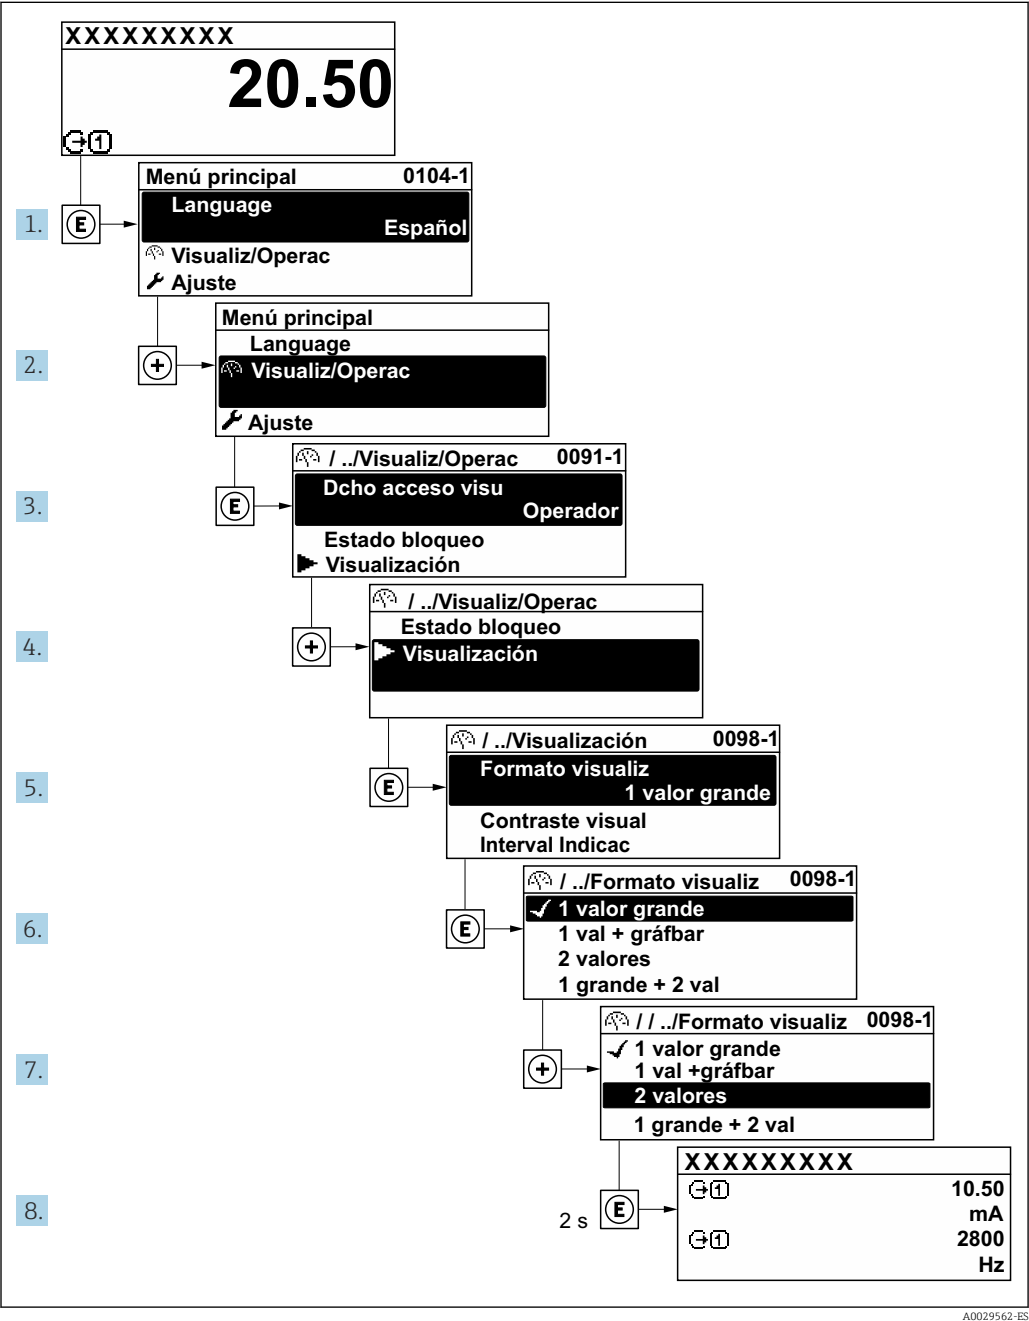 XXXXXXXXX
20.50
1
Menú principal 0104-1
Language
Español
Visualiz/Operac
Ajuste
1. E
Menú principal
Language
Visualiz/Operac
Ajuste
2. +
/ ../Visualiz/Operac 0091-1
Dcho acceso visu
Operador
Estado bloqueo
Visualización
3. E
/ ../Visualiz/Operac
Estado bloqueo
Visualización
4. +
/ ../Visualización 0098-1
Formato visualiz
1 valor grande
Contraste visual
Interval Indicac
5. E
/ ../Formato visualiz 0098-1
1 valor grande
1 val + gráfbar
2 valores
1 grande + 2 val
6. E
/ / ../Formato visualiz 0098-1
1 valor grande
1 val +gráfbar
2 valores
1 grande + 2 val
7. +
XXXXXXXXX
1 10.50
mA
1 2800
Hz
8. 2 s E
A0029562-ES